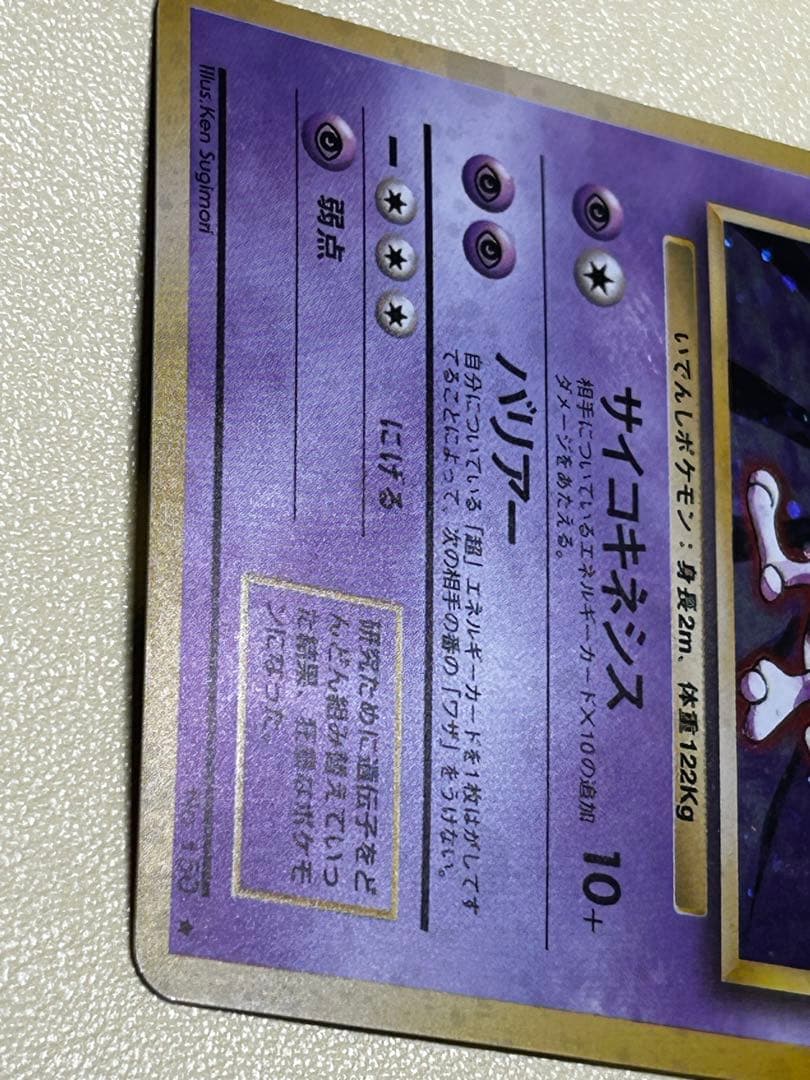 いでんしポケモン：身長2m、体重122Kg
サイコキネシス 10+
相手についているエネルギーカード×10の追加
ダメージをあたえる。
バリアー
自分についている「超」エネルギーカードを1枚はがしてす
てることによって、次の相手の番の「ワザ」をうけない。
にげる
弱点
研究ために遺伝子をど
んどん組み替えていっ
た結果、狂暴なポケモ
ンになった。
Illus.Ken Sugimori
No.150 ★